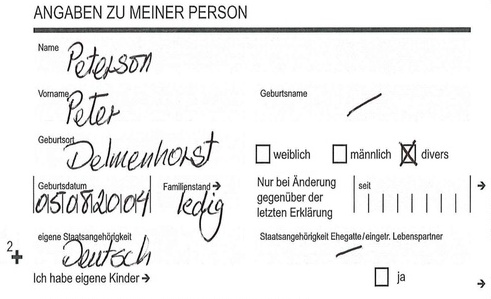 ANGABEN ZU MEINER PERSON
Name
Peterson
Vorname
Peter
Geburtsname
Geburtsort
Delmenhorst
weiblich männlich divers
Geburtsdatum Familienstand → Nur bei Änderung gegenüber der letzten Erklärung seit →
05082004 ledig
eigene Staatsangehörigkeit Staatsangehörigkeit Ehegatte/eingetr. Lebenspartner
Deutsch
2
Ich habe eigene Kinder → ja →